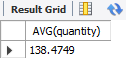 Result Grid
AVG(quantity)
138.4749